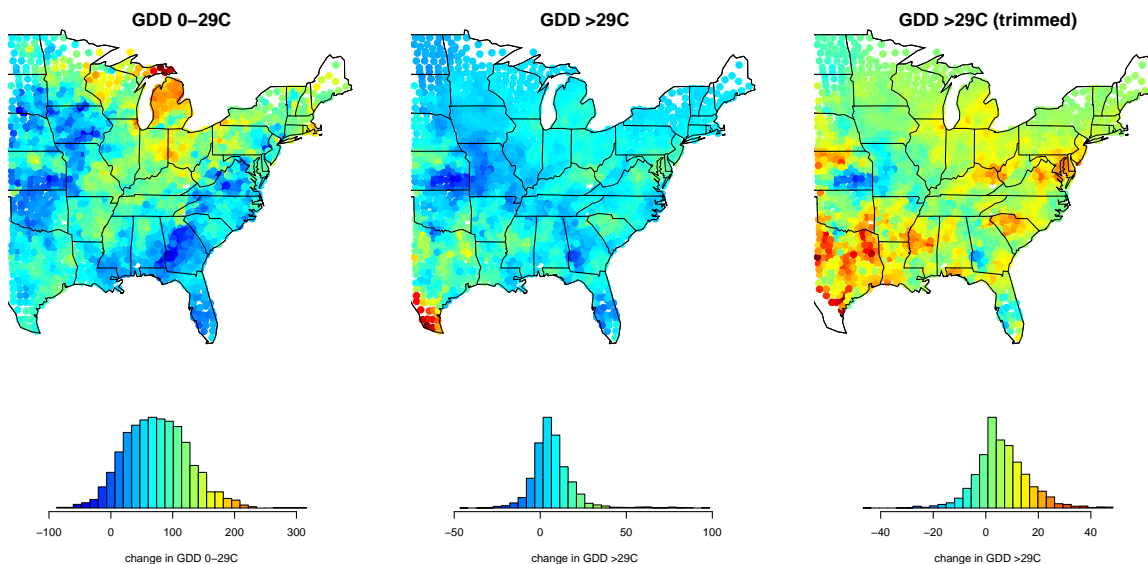 GDD 0–29C
GDD >29C
GDD >29C (trimmed)
−100 0 100 200 300
change in GDD 0–29C
−50 0 50 100
change in GDD >29C
−40 −20 0 20 40
change in GDD >29C